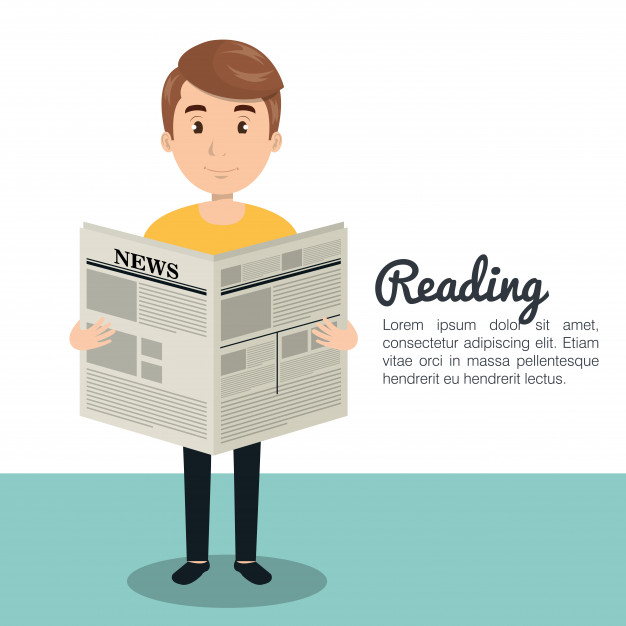 NEWS
Reading
Lorem ipsum dolor sit amet,
consectetur adipiscing elit. Etiam
vitae orci in massa pellentesque
hendrerit eu hendrerit lectus.